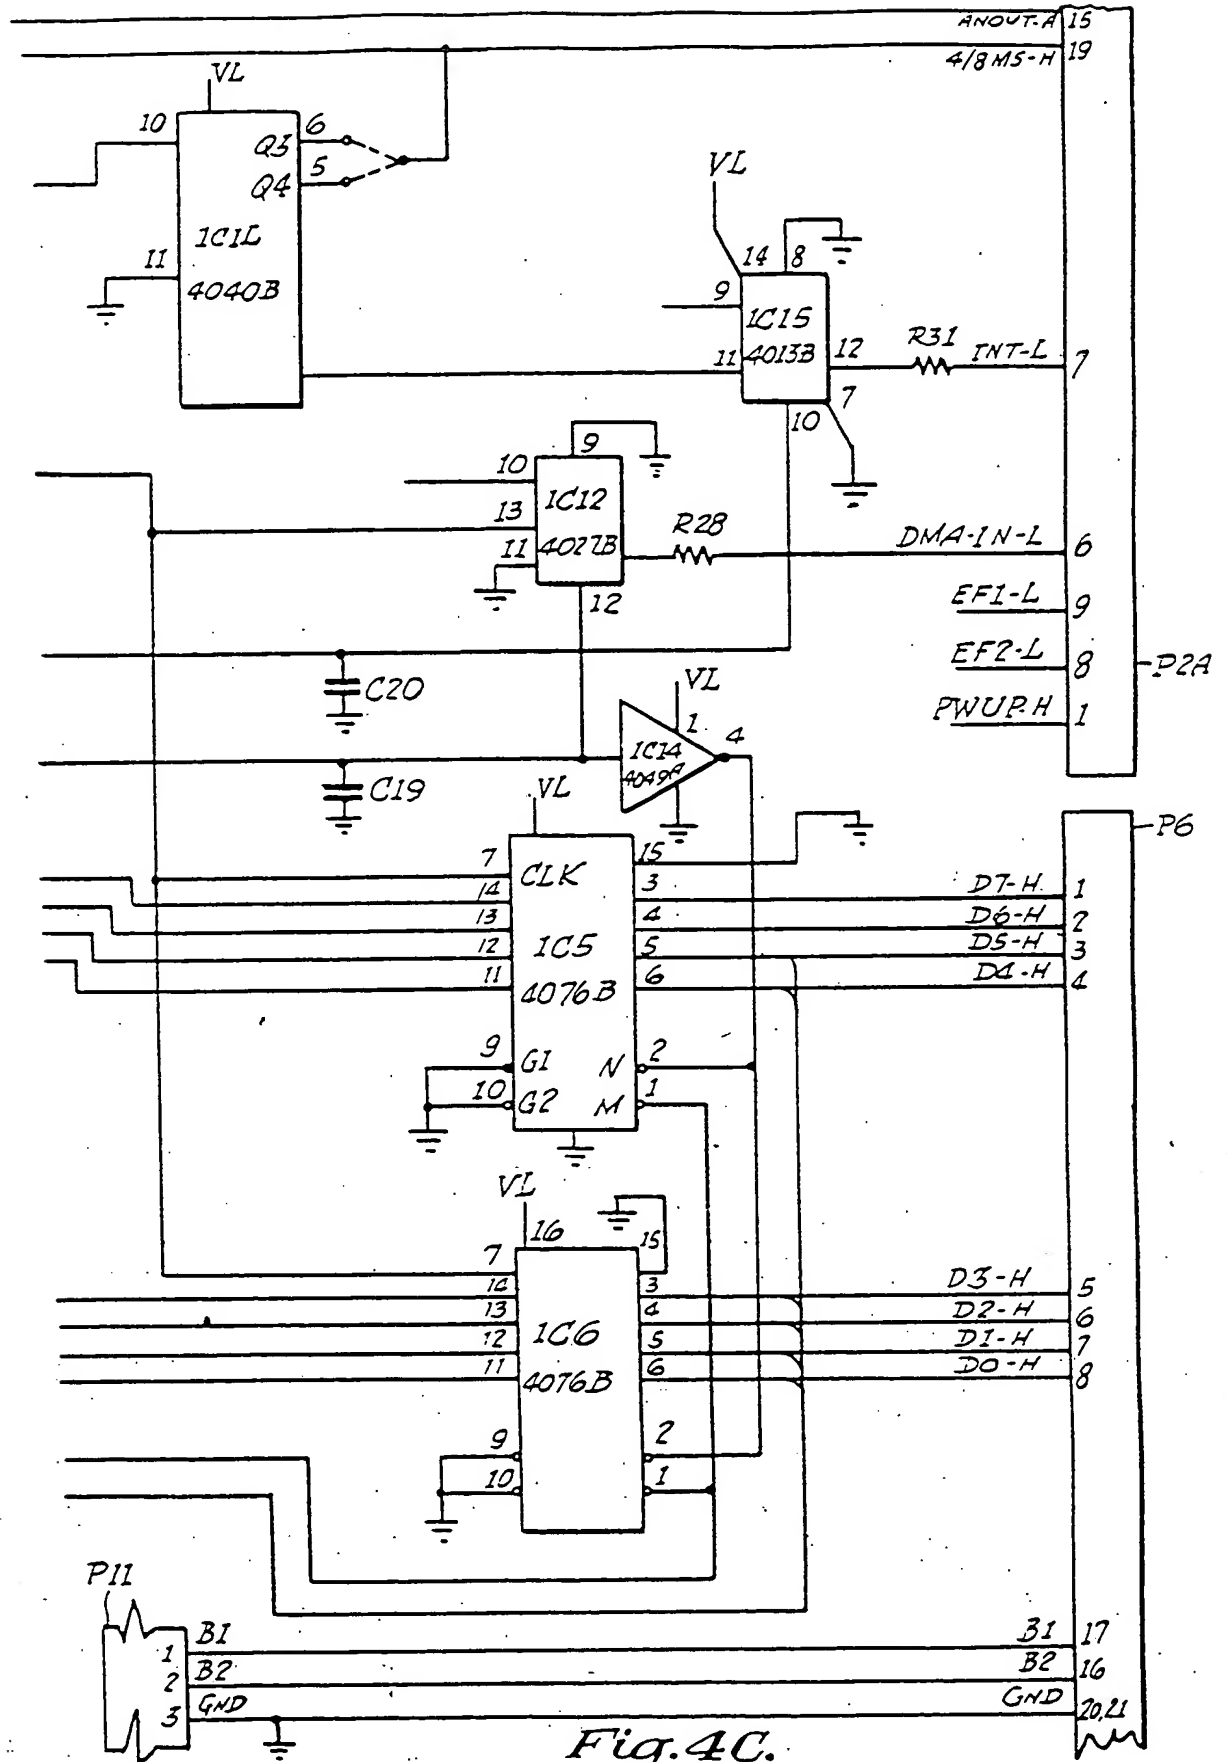 ANOUT-A 15
4/8MS-H 19
VL
10
Q3 6
Q4 5
1C1L
11
4040B
VL
14 8
9
1C15
11 4013B 12
R31 INT-L 7
7
10
9
10
1C12
13
11 4027B
12
R28 DMA-IN-L 6
EF1-L 9
EF2-L 8
PWUP-H 1
P2A
C20
VL
1
4
1C14
4049A
C19
VL
P6
7 CLK 15
14 3 D7-H 1
13 4 D6-H 2
12 1C5 5 D5-H 3
11 4076B 6 D4-H 4
9 G1 N 2
10 G2 M 1
VL
16 15
7
14 3 D3-H 5
13 4 D2-H 6
12 1C6 5 D1-H 7
11 4076B 6 D0-H 8
9 2
10 1
P11
1 B1 B1 17
2 B2 B2 16
3 GND GND 20,21
Fig. 4C.